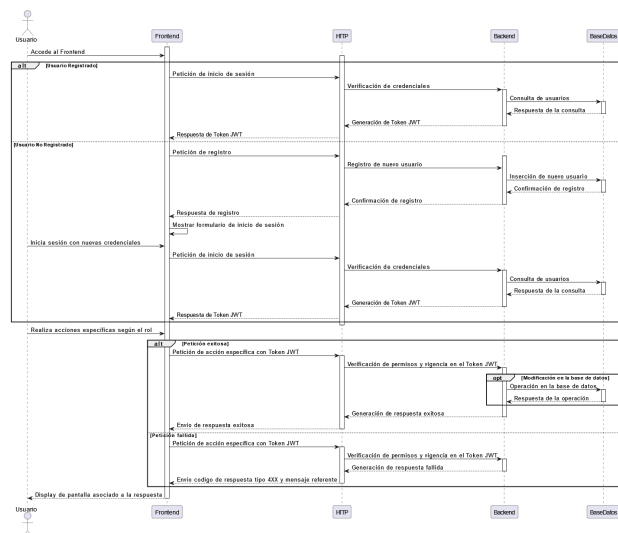 Usuario
Frontend
HTTP
Backend
BaseDatos
Accede al Frontend
alt
[Usuario Registrado]
Petición de inicio de sesión
Verificación de credenciales
Consulta de usuarios
Respuesta de la consulta
Generación de Token JWT
Respuesta de Token JWT
[Usuario No Registrado]
Petición de registro
Registro de nuevo usuario
Inserción de nuevo usuario
Confirmación de registro
Confirmación de registro
Respuesta de registro
Mostrar formulario de inicio de sesión
Inicia sesión con nuevas credenciales
Petición de inicio de sesión
Verificación de credenciales
Consulta de usuarios
Respuesta de la consulta
Generación de Token JWT
Respuesta de Token JWT
Realiza acciones específicas según el rol
alt
[Petición exitosa]
Petición de acción específica con Token JWT
Verificación de permisos y vigencia en el Token JWT
opt
[Modificación en la base de datos]
Operación en la base de datos
Respuesta de la operación
Generación de respuesta exitosa
Envío de respuesta exitosa
[Petición fallida]
Petición de acción específica con Token JWT
Verificación de permisos y vigencia en el Token JWT
Generación de respuesta fallida
Envío codigo de respuesta tipo 4XX y mensaje referente
Display de pantalla asociado a la respuesta
Usuario
Frontend
HTTP
Backend
BaseDatos